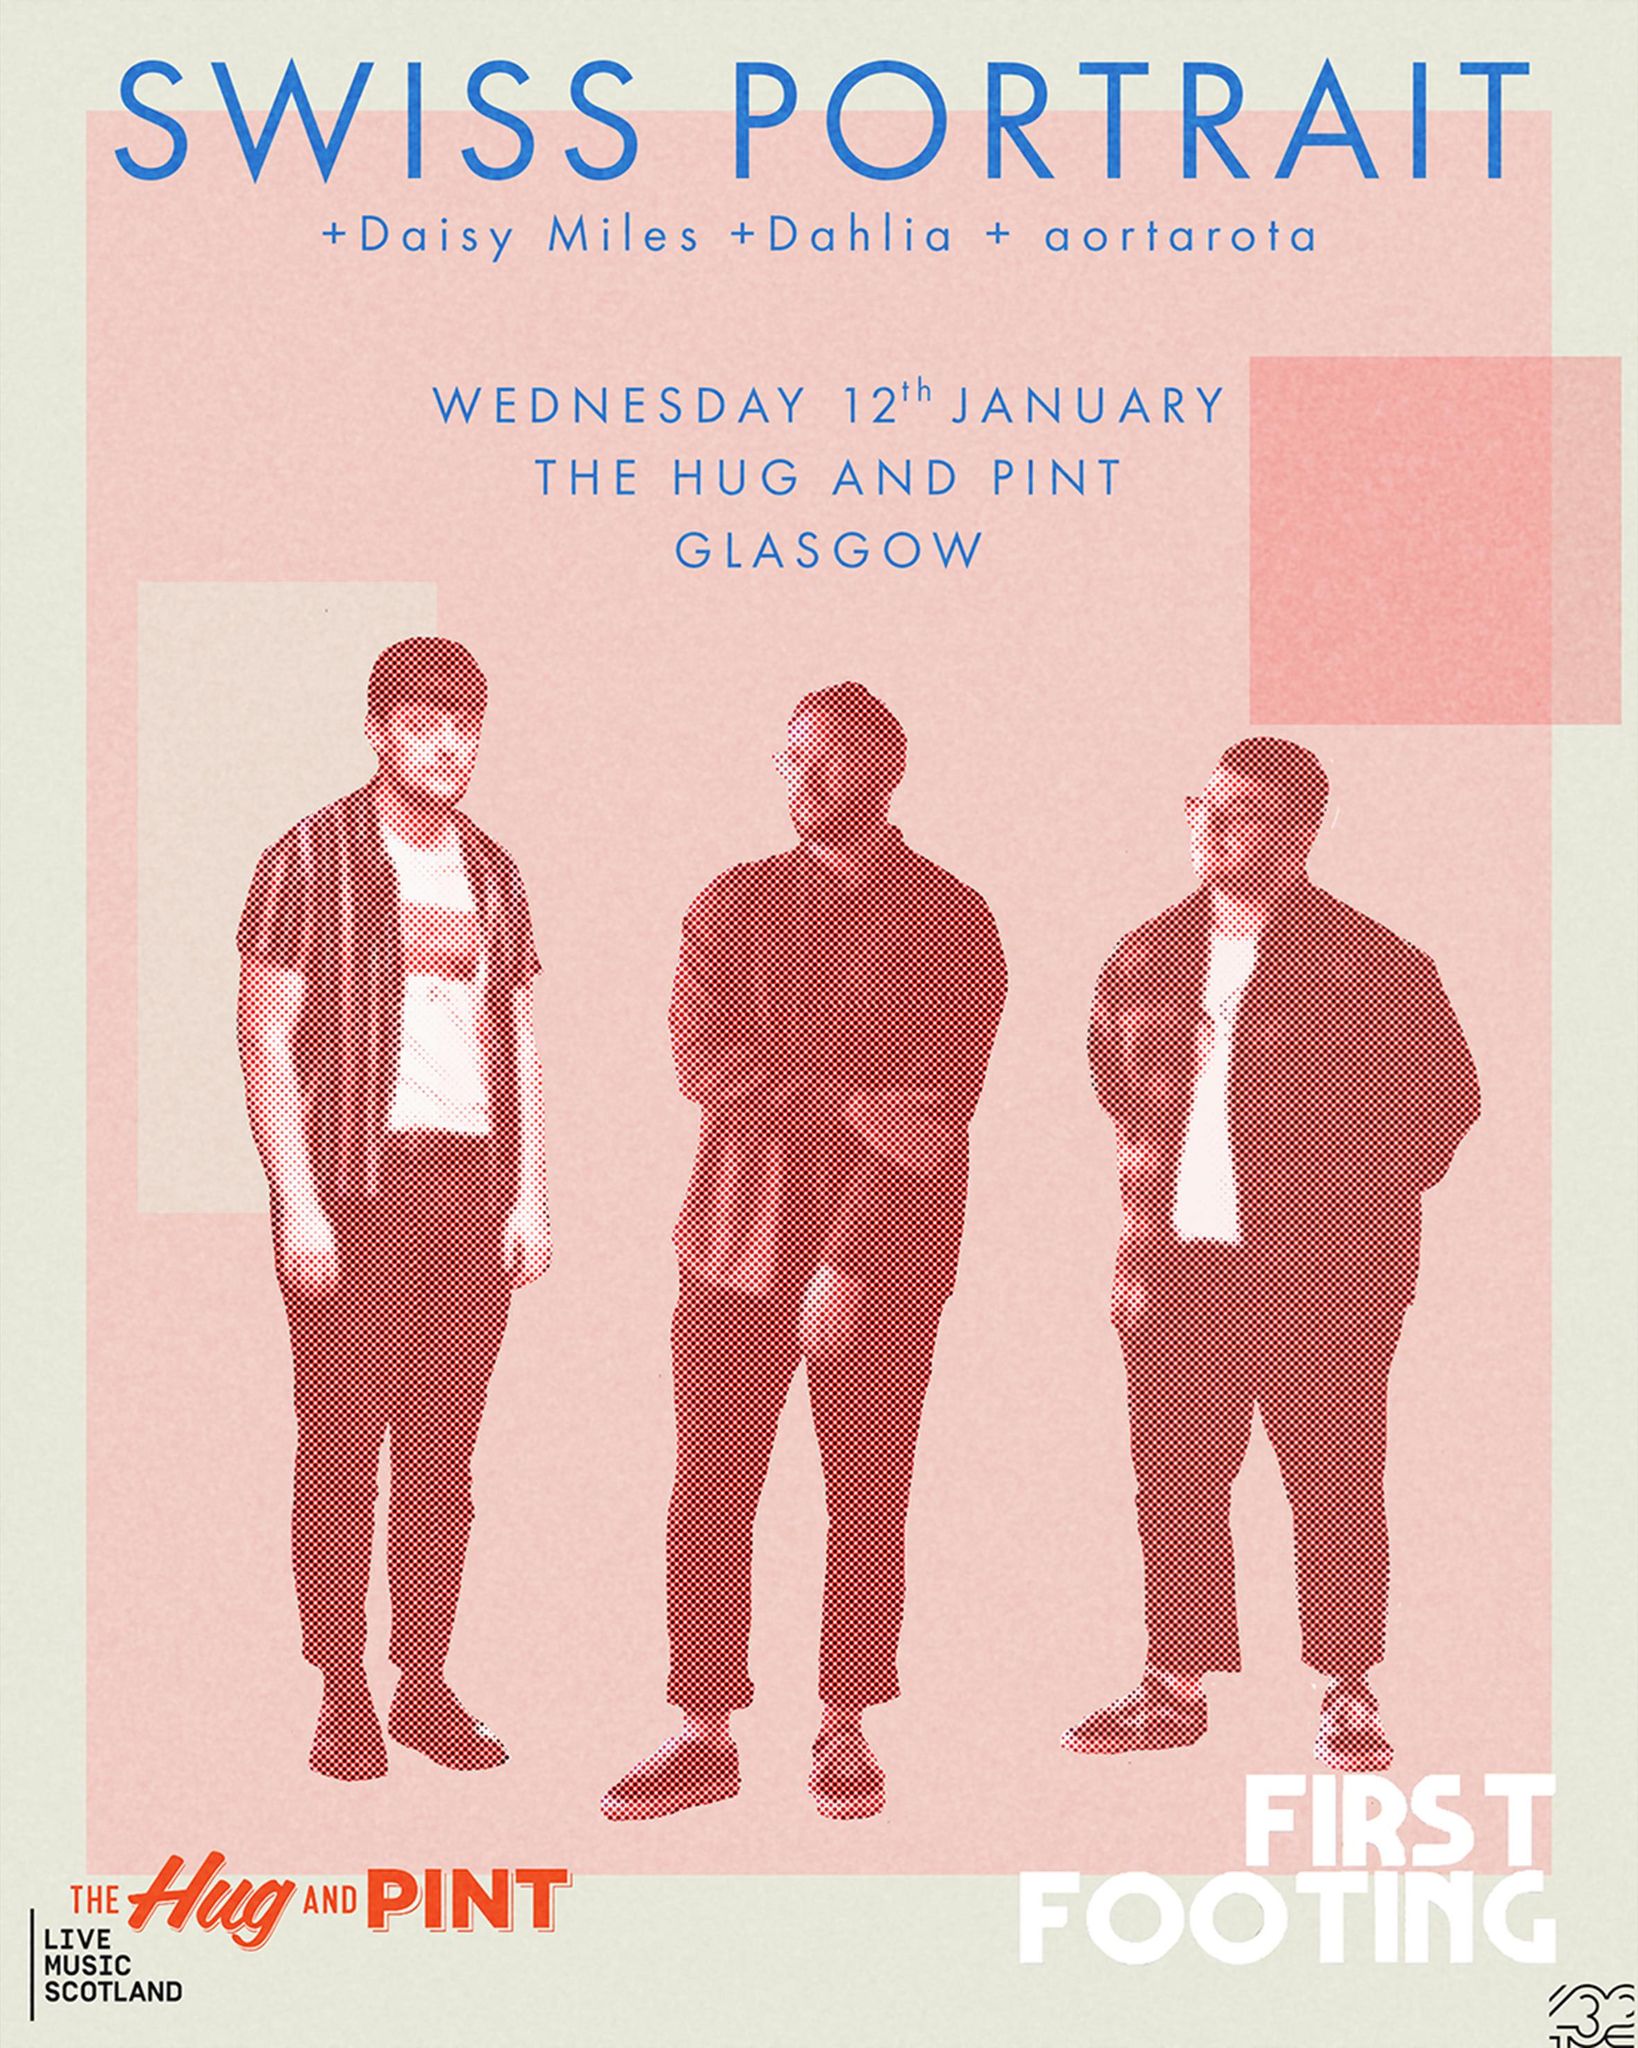 SWISS PORTRAIT
+Daisy Miles +Dahlia + aortarota
WEDNESDAY 12th JANUARY
THE HUG AND PINT
GLASGOW
FIRST
FOOTING
THE Hug AND PINT
LIVE
MUSIC
SCOTLAND